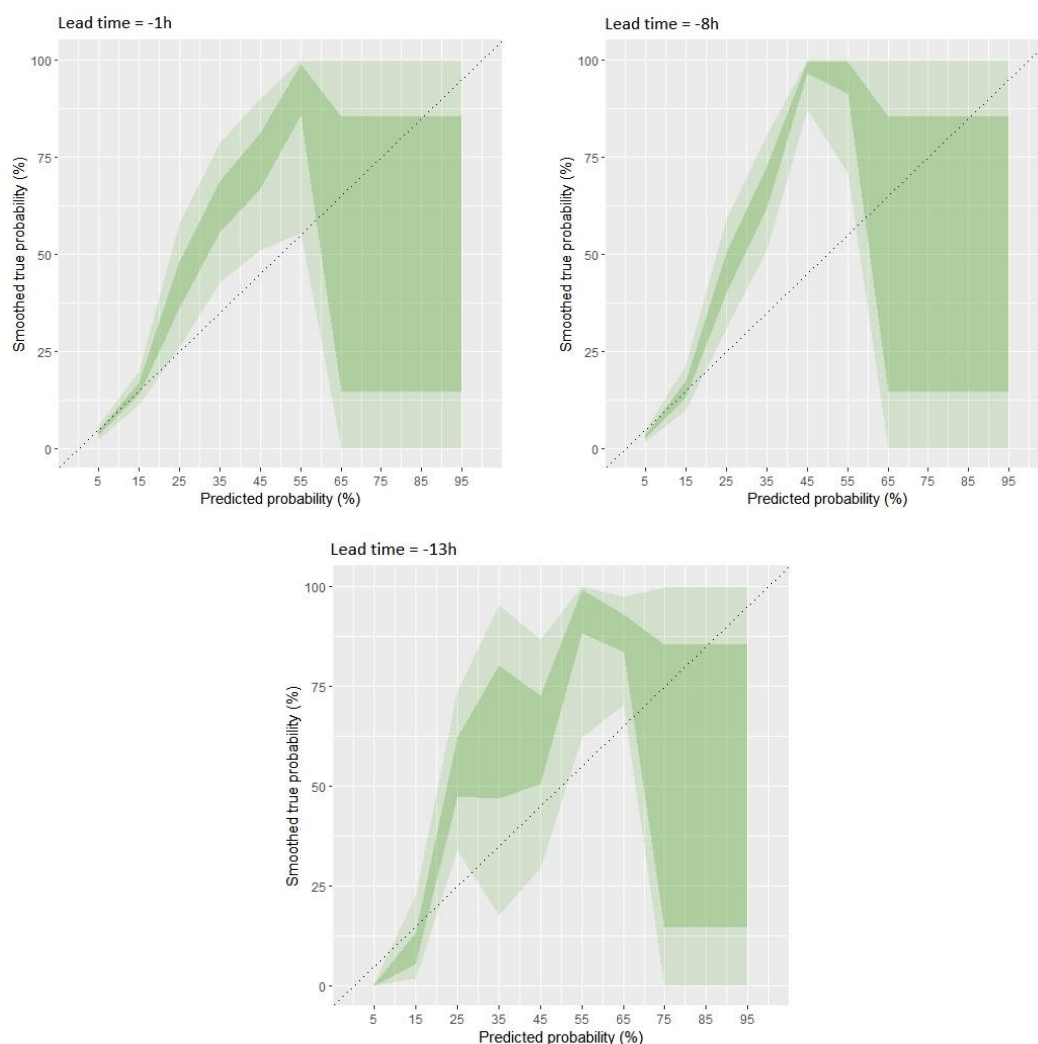 Lead time = -1h
100
75
50
25
0
Smoothed true probability (%)
5 15 25 35 45 55 65 75 85 95
Predicted probability (%)
Lead time = -8h
100
75
50
25
0
Smoothed true probability (%)
5 15 25 35 45 55 65 75 85 95
Predicted probability (%)
Lead time = -13h
100
75
50
25
0
Smoothed true probability (%)
5 15 25 35 45 55 65 75 85 95
Predicted probability (%)